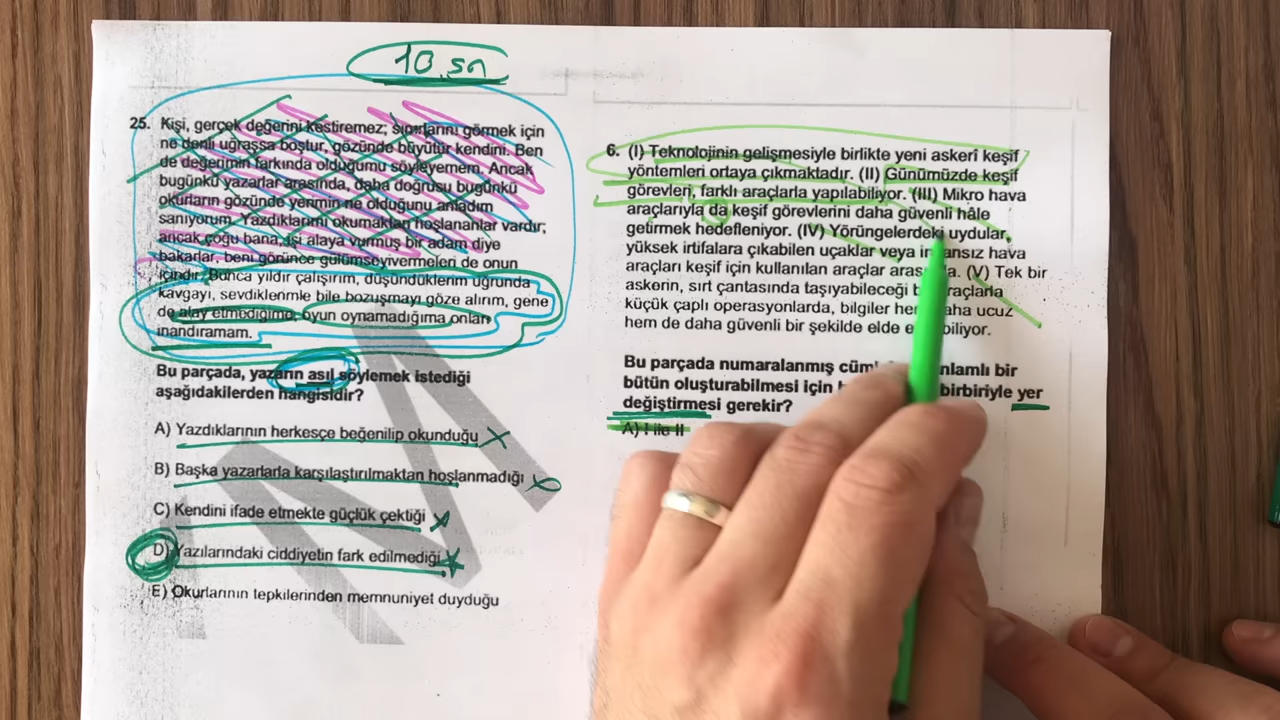 10 sn
25. Kişi, gerçek değerini kestiremez; sınırlarını görmek için
ne denli uğraşsa boştur, gözünde büyütür kendini. Ben
de değerimin farkında olduğumu söyleyemem. Ancak
bugünkü yazarlar arasında, daha doğrusu bugünkü
okurların gözünde yerimin ne olduğunu anladım
sanıyorum. Yazdıklarımı okumaktan hoşlananlar vardır;
ancak çoğu bana, işi alaya vurmuş bir adam diye
bakarlar, beni görünce gülümseyivermeleri de onun
içindir. Bunca yıldır çalışırım, düşündüklerim uğrunda
kavgayı, sevdiklerimle bile bozuşmayı göze alırım, gene
de alay etmediğime, oyun oynamadığıma onları
inandıramam.
Bu parçada, yazarın asıl söylemek istediği
aşağıdakilerden hangisidir?
A) Yazdıklarının herkesçe beğenilip okunduğu
B) Başka yazarlarla karşılaştırılmaktan hoşlanmadığı
C) Kendini ifade etmekte güçlük çektiği
D) Yazılarındaki ciddiyetin fark edilmediği
E) Okurlarının tepkilerinden memnuniyet duyduğu
6. (I) Teknolojinin gelişmesiyle birlikte yeni askerî keşif
yöntemleri ortaya çıkmaktadır. (II) Günümüzde keşif
görevleri, farklı araçlarla yapılabiliyor. (III) Mikro hava
araçlarıyla da keşif görevlerini daha güvenli hâle
getirmek hedefleniyor. (IV) Yörüngelerdeki uydular,
yüksek irtifalara çıkabilen uçaklar veya insansız hava
araçları keşif için kullanılan araçlar (V) Tek bir
askerin, sırt çantasında taşıyabileceği
küçük çaplı operasyonlarda, bilgiler ucuz
hem de daha güvenli bir şekilde elde
Bu parçada numaralanmış bir
bütün oluşturabilmesi için birbiriyle yer
değiştirmesi gerekir?
A) I ile II